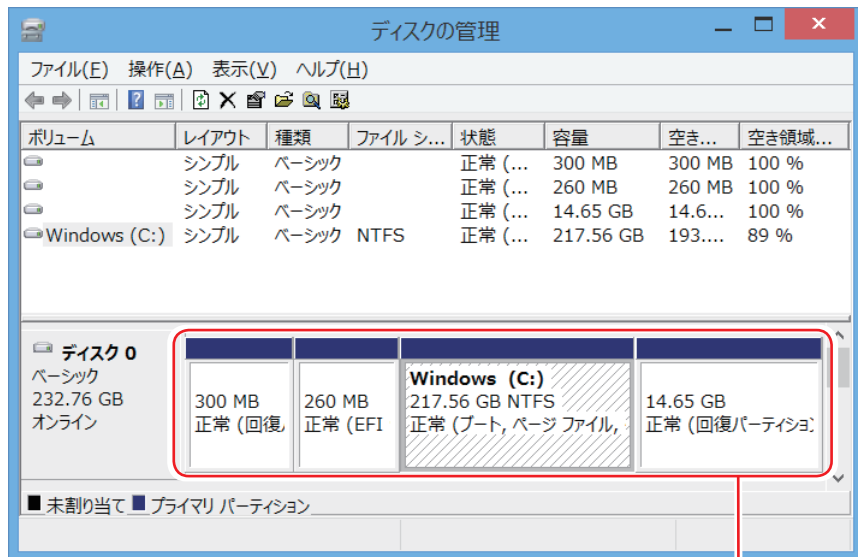 ディスクの管理
ファイル(F) 操作(A) 表示(V) ヘルプ(H)
ボリューム レイアウト 種類 ファイル シ... 状態 容量 空き... 空き領域...
シンプル ベーシック 正常 (... 300 MB 300 MB 100 %
シンプル ベーシック 正常 (... 260 MB 260 MB 100 %
シンプル ベーシック 正常 (... 14.65 GB 14.6... 100 %
Windows (C:) シンプル ベーシック NTFS 正常 (... 217.56 GB 193.... 89 %
ディスク 0
ベーシック
232.76 GB
オンライン
300 MB
正常 (回復
260 MB
正常 (EFI
Windows (C:)
217.56 GB NTFS
正常 (ブート, ページ ファイル,
14.65 GB
正常 (回復パーティション
未割り当て プライマリ パーティション